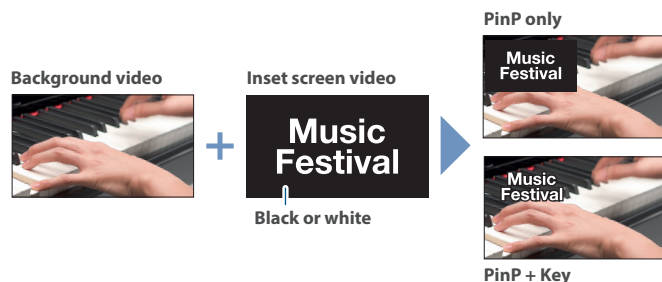 PinP only
Music
Festival
Background video
Inset screen video
Music
Festival
Black or white
Music
Festival
PinP + Key